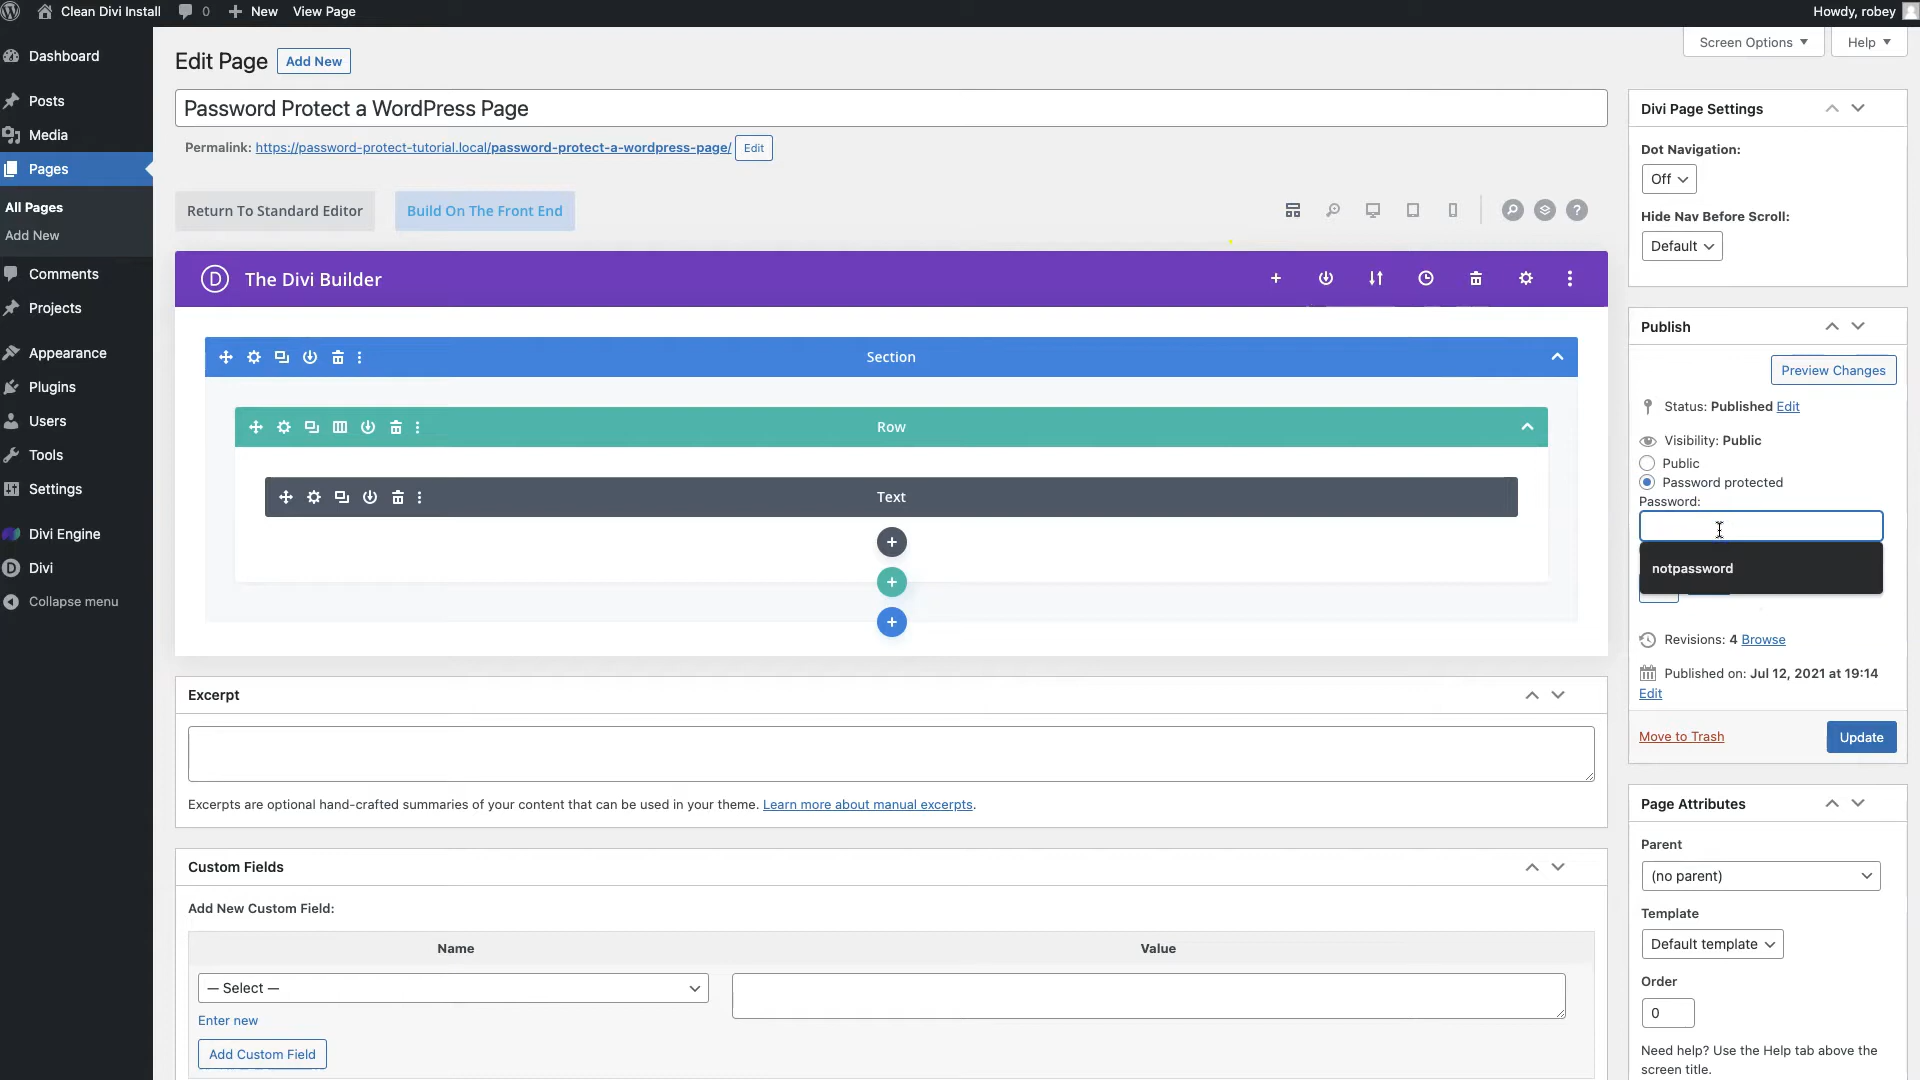 Clean Divi Install
0
New
View Page
Howdy, robey
Dashboard
Posts
Media
Pages
All Pages
Add New
Comments
Projects
Appearance
Plugins
Users
Tools
Settings
Divi Engine
Divi
Collapse menu
Screen Options
Help
Edit Page
Add New
Password Protect a WordPress Page
Permalink: https://password-protect-tutorial.local/password-protect-a-wordpress-page/ Edit
Return To Standard Editor
Build On The Front End
The Divi Builder
Section
Row
Text
Excerpt
Excerpts are optional hand-crafted summaries of your content that can be used in your theme. Learn more about manual excerpts.
Custom Fields
Add New Custom Field:
Name
Value
— Select —
Enter new
Add Custom Field
Divi Page Settings
Dot Navigation:
Off
Hide Nav Before Scroll:
Default
Publish
Preview Changes
Status: Published Edit
Visibility: Public
Public
Password protected
Password:
notpassword
Revisions: 4 Browse
Published on: Jul 12, 2021 at 19:14
Edit
Move to Trash
Update
Page Attributes
Parent
(no parent)
Template
Default template
Order
0
Need help? Use the Help tab above the
screen title.